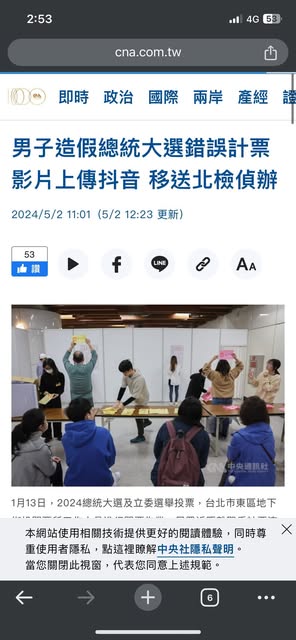 2:53
4G 53
cna.com.tw
即時 政治 國際 兩岸 產經 證
男子造假總統大選錯誤計票
影片上傳抖音 移送北檢偵辦
2024/5/2 11:01（5/2 12:23 更新）
53
讚
LINE
AA
中央通訊社
1月13日，2024總統大選及立委選舉投票，台北市東區地下
本網站使用相關技術提供更好的閱讀體驗，同時尊
重使用者隱私，點這裡瞭解中央社隱私聲明。
當您關閉此視窗，代表您同意上述規範。
6